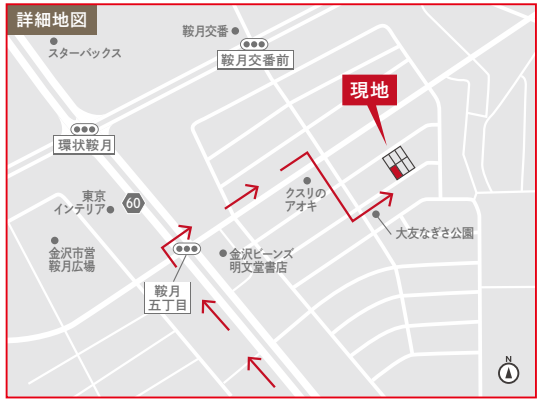 詳細地図
スターバックス
鞍月交番
鞍月交番前
現地
環状鞍月
東京
インテリア
60
クスリの
アオキ
大友なぎさ公園
金沢市営
鞍月広場
金沢ビーンズ
明文堂書店
鞍月
五丁目
N